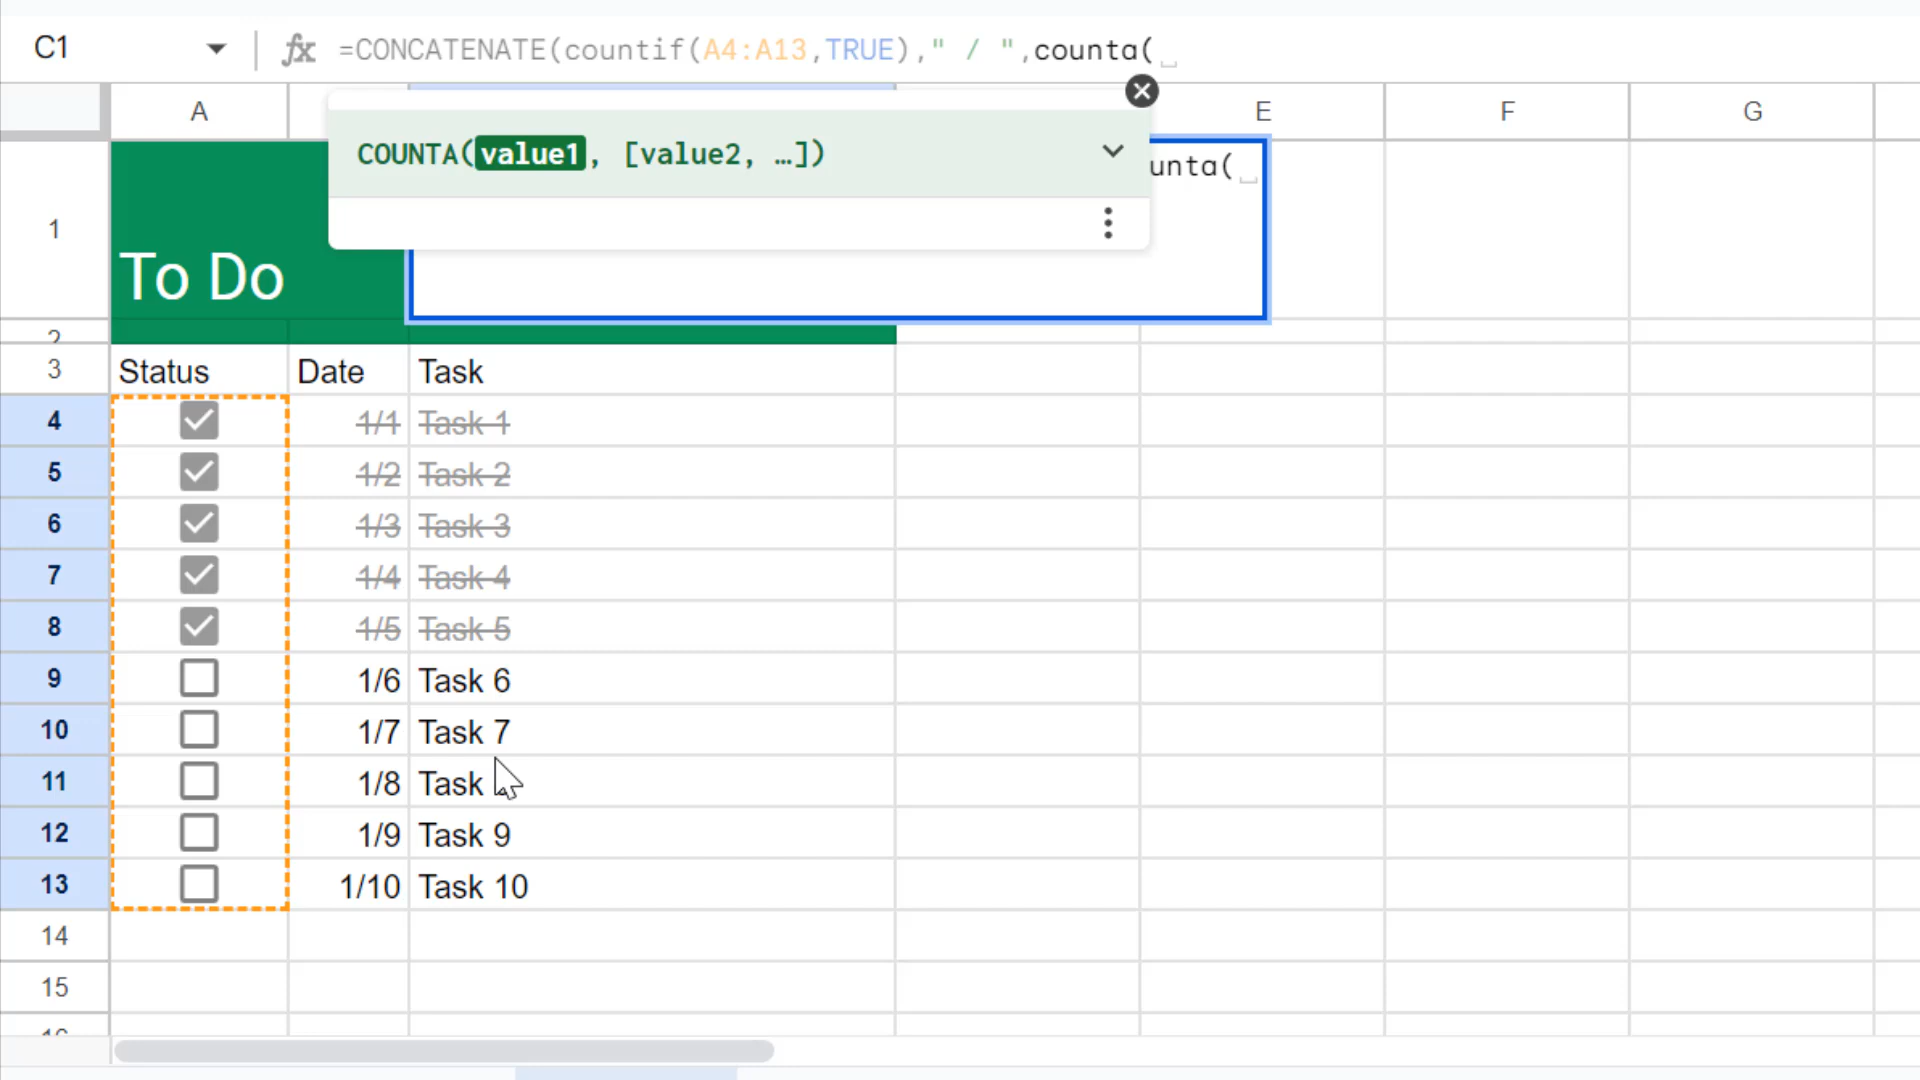 C1 fx =CONCATENATE(countif(A4:A13,TRUE)," / ",counta(
A E F G
COUNTA(value1, [value2, …])
unta(
1 To Do
2
3 Status Date Task
4 1/1 Task 1
5 1/2 Task 2
6 1/3 Task 3
7 1/4 Task 4
8 1/5 Task 5
9 1/6 Task 6
10 1/7 Task 7
11 1/8 Task
12 1/9 Task 9
13 1/10 Task 10
14
15
16